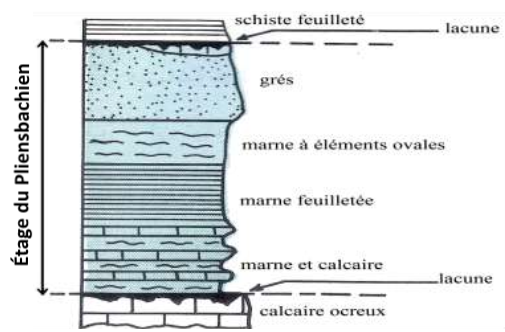 schiste feuilleté
lacune
grés
marne à éléments ovales
marne feuilletée
marne et calcaire
lacune
calcaire ocreux
Étage du Pliensbachien